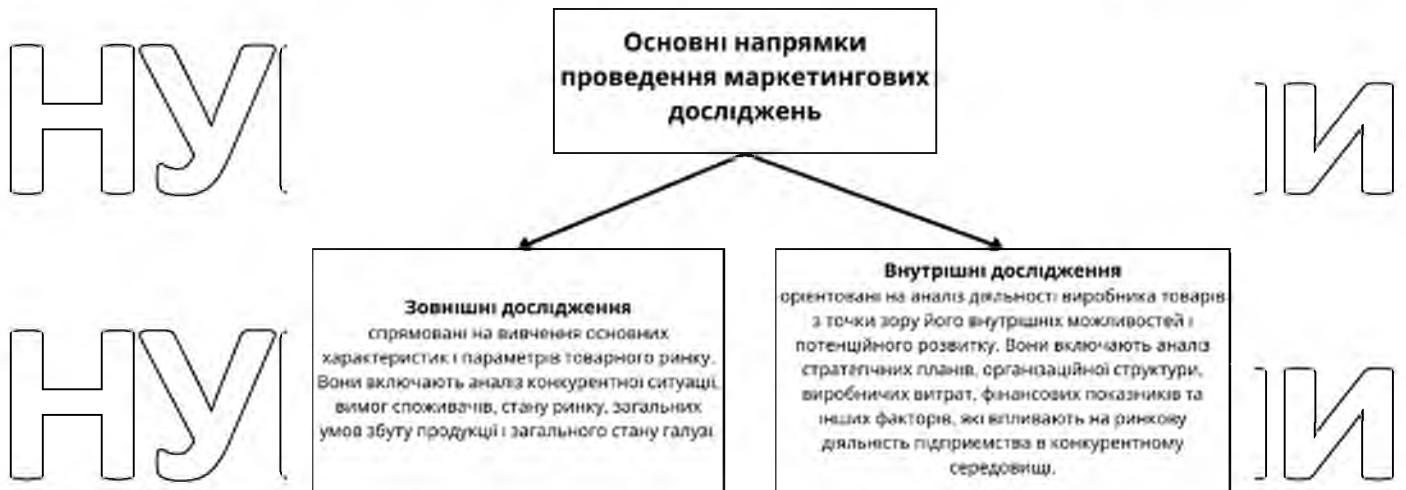 Основні напрямки
проведення маркетингових
досліджень
Зовнішні дослідження
спрямовані на вивчення основних
характеристик і параметрів товарного ринку.
Вони включають аналіз конкурентної ситуації,
вимог споживачів, стану ринку, загальних
умов збуту продукції і загального стану галузі
Внутрішні дослідження
орієнтовані на аналіз діяльності виробника товарів
з точки зору його внутрішніх можливостей і
потенційного розвитку. Вони включають аналіз
стратегічних планів, організаційної структури,
виробничих витрат, фінансових показників та
інших факторів, які впливають на ринкову
діяльність підприємства в конкурентному
середовищі.
НУ
И
НУ
И